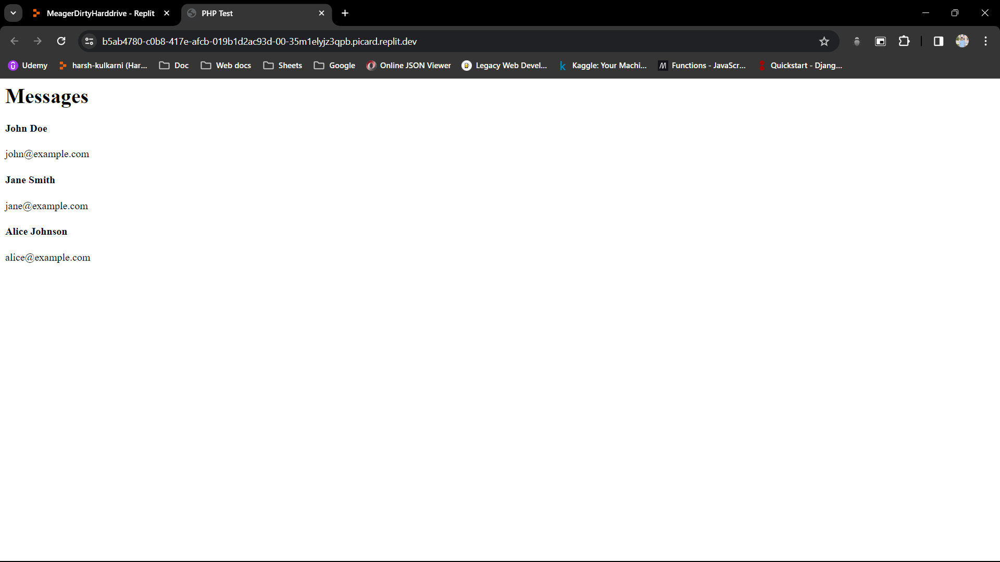 MeagerDirtyHarddrive - Replit
PHP Test
b5ab4780-c0b8-417e-afcb-019b1d2ac93d-00-35m1elyjz3qpb.picard.replit.dev
Udemy harsh-kulkarni (Har... Doc Web docs Sheets Google Online JSON Viewer Legacy Web Devel... Kaggle: Your Machi... Functions - JavaScr... Quickstart - Djang...
Messages
John Doe
john@example.com
Jane Smith
jane@example.com
Alice Johnson
alice@example.com